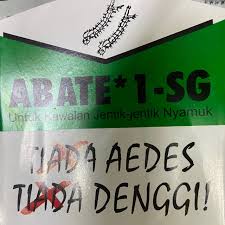 ABATE* 1-SG
Untuk Kawalan Jentik-jentik Nyamuk
TIADA AEDES
TIADA DENGGI!